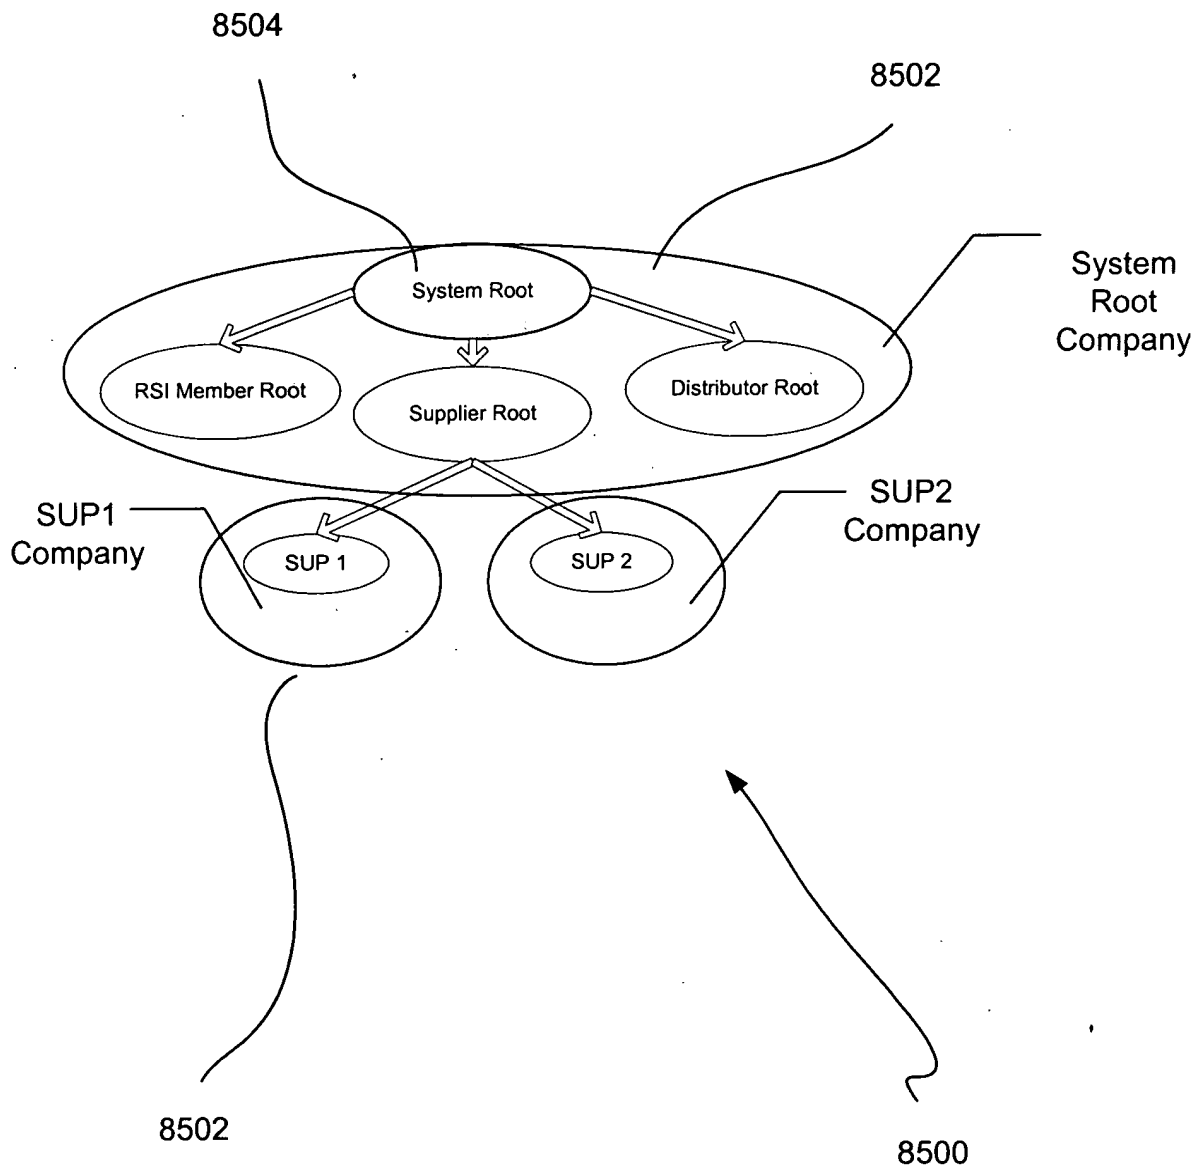 8504
8502
System Root
System
Root
Company
RSI Member Root
Supplier Root
Distributor Root
SUP1
Company
SUP2
Company
SUP 1
SUP 2
8502
8500